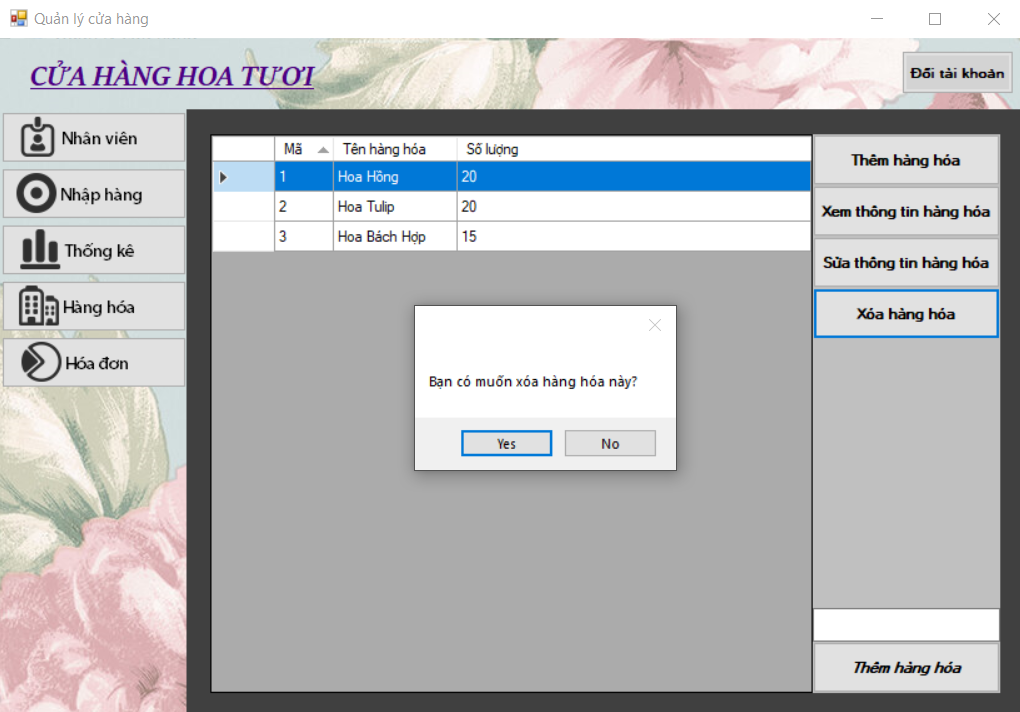 Quản lý cửa hàng
CỬA HÀNG HOA TƯƠI
Đổi tài khoản
Nhân viên
Nhập hàng
Thống kê
Hàng hóa
Hóa đơn
Mã Tên hàng hóa Số lượng
1 Hoa Hồng 20
2 Hoa Tulip 20
3 Hoa Bách Hợp 15
Thêm hàng hóa
Xem thông tin hàng hóa
Sửa thông tin hàng hóa
Xóa hàng hóa
Bạn có muốn xóa hàng hóa này?
Yes No
Thêm hàng hóa